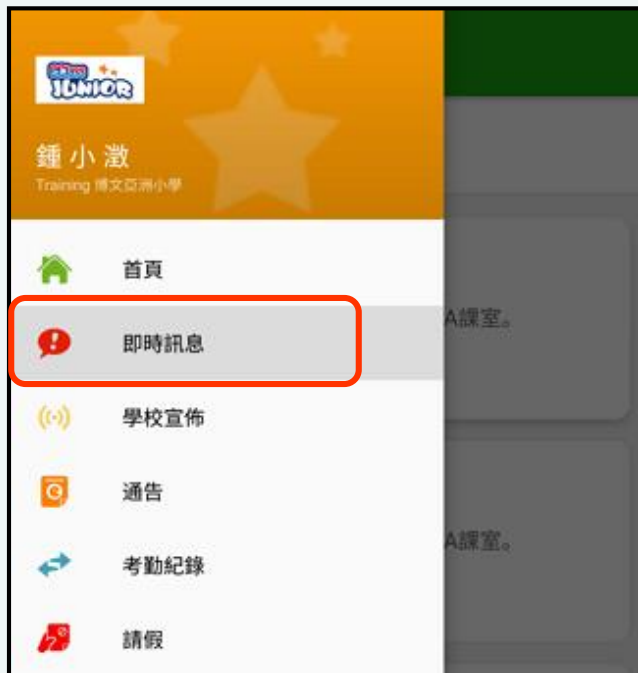 JUNIOR
鍾小澂
Training 博文亞洲小學
首頁
即時訊息
A課室。
學校宣佈
通告
A課室。
考勤紀錄
請假